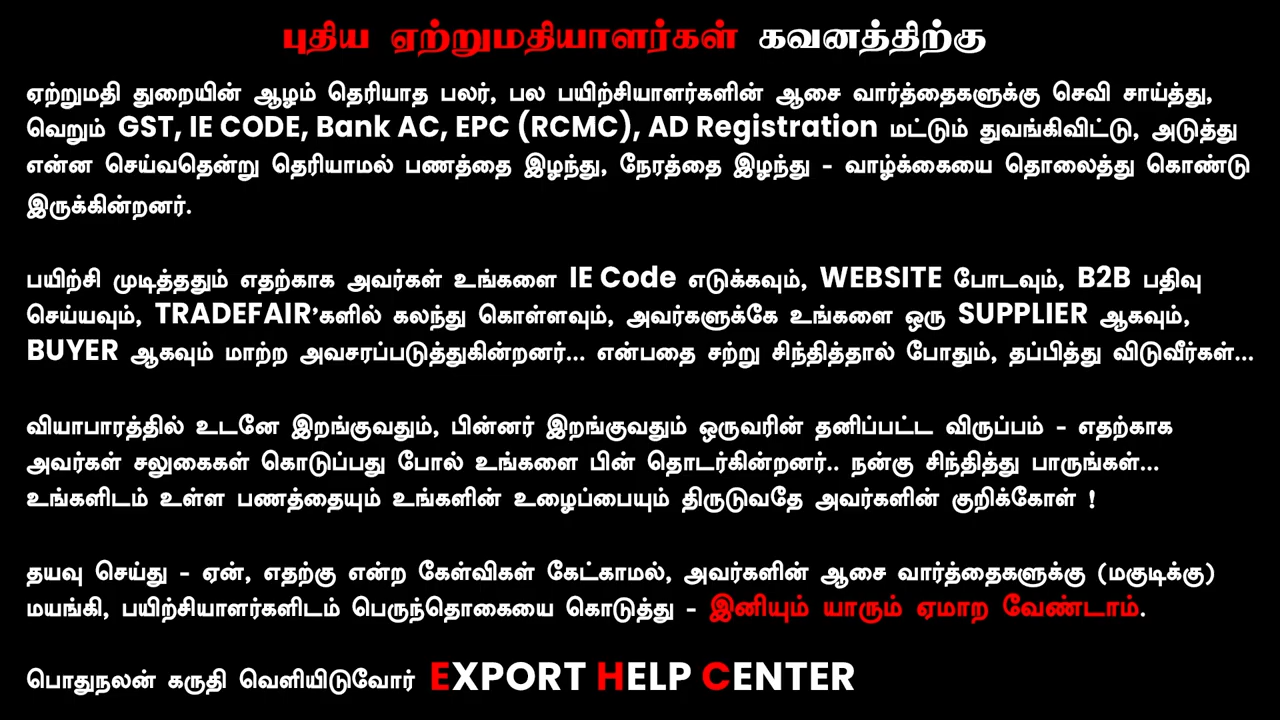 புதிய ஏற்றுமதியாளர்கள் கவனத்திற்கு
ஏற்றுமதி துறையின் ஆழம் தெரியாத பலர், பல பயிற்சியாளர்களின் ஆசை வார்த்தைகளுக்கு செவி சாய்த்து,
வெறும் GST, IE CODE, Bank AC, EPC (RCMC), AD Registration மட்டும் துவங்கிவிட்டு, அடுத்து
என்ன செய்வதென்று தெரியாமல் பணத்தை இழந்து, நேரத்தை இழந்து - வாழ்க்கையை தொலைத்து கொண்டு
இருக்கின்றனர்.
பயிற்சி முடித்ததும் எதற்காக அவர்கள் உங்களை IE Code எடுக்கவும், WEBSITE போடவும், B2B பதிவு
செய்யவும், TRADEFAIR'களில் கலந்து கொள்ளவும், அவர்களுக்கே உங்களை ஒரு SUPPLIER ஆகவும்,
BUYER ஆகவும் மாற்ற அவசரப்படுத்துகின்றனர்... என்பதை சற்று சிந்தித்தால் போதும், தப்பித்து விடுவீர்கள்...
வியாபாரத்தில் உடனே இறங்குவதும், பின்னர் இறங்குவதும் ஒருவரின் தனிப்பட்ட விருப்பம் - எதற்காக
அவர்கள் சலுகைகள் கொடுப்பது போல் உங்களை பின் தொடர்கின்றனர்.. நன்கு சிந்தித்து பாருங்கள்...
உங்களிடம் உள்ள பணத்தையும் உங்களின் உழைப்பையும் திருடுவதே அவர்களின் குறிக்கோள் !
தயவு செய்து - ஏன், எதற்கு என்ற கேள்விகள் கேட்காமல், அவர்களின் ஆசை வார்த்தைகளுக்கு (மகுடிக்கு)
மயங்கி, பயிற்சியாளர்களிடம் பெருந்தொகையை கொடுத்து - இனியும் யாரும் ஏமாற வேண்டாம்.
பொதுநலன் கருதி வெளியிடுவோர் EXPORT HELP CENTER